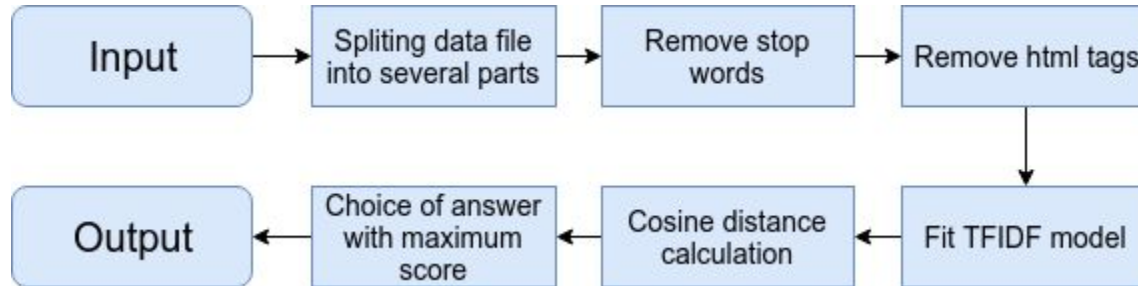 Input
Spliting data file
into several parts
Remove stop
words
Remove html tags
Fit TFIDF model
Cosine distance
calculation
Choice of answer
with maximum
score
Output